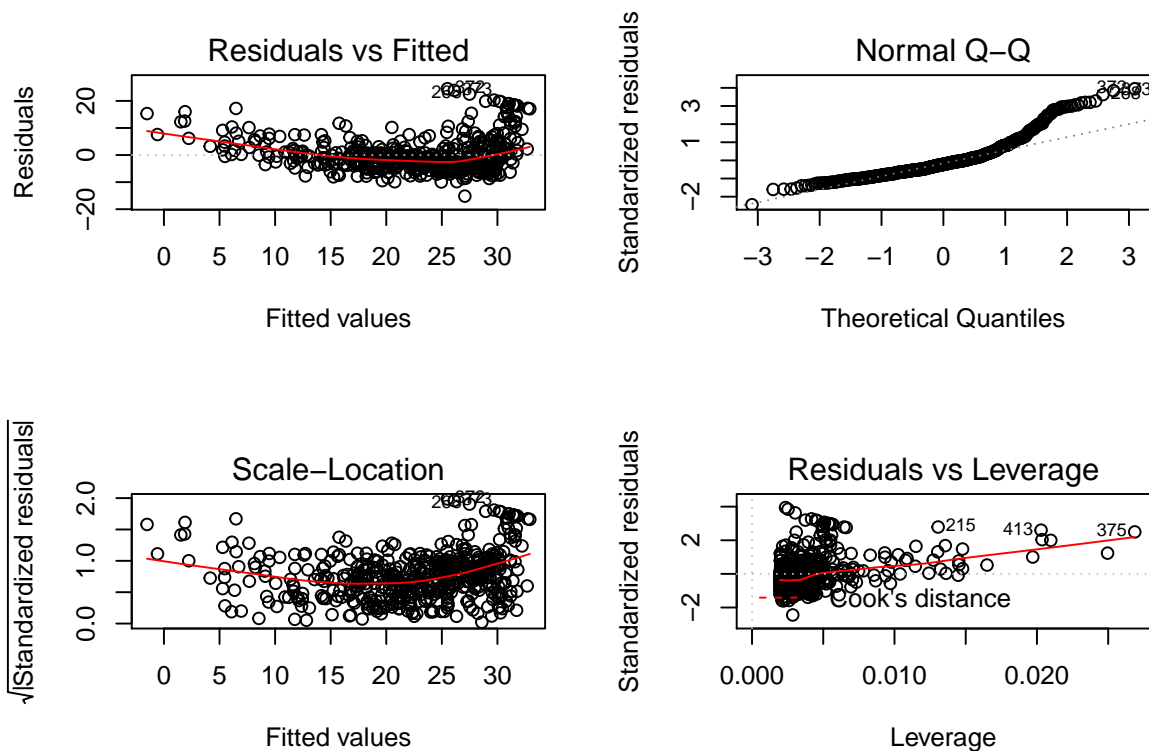 Residuals vs Fitted
Residuals
20
0
−20
0 5 10 15 20 25 30
Fitted values
Normal Q−Q
Standardized residuals
3
1
−2
−3 −2 −1 0 1 2 3
Theoretical Quantiles
Scale−Location
√|Standardized residuals|
2.0
1.0
0.0
0 5 10 15 20 25 30
Fitted values
Residuals vs Leverage
Standardized residuals
2
−2
215
413
375
Cook's distance
0.000 0.010 0.020
Leverage